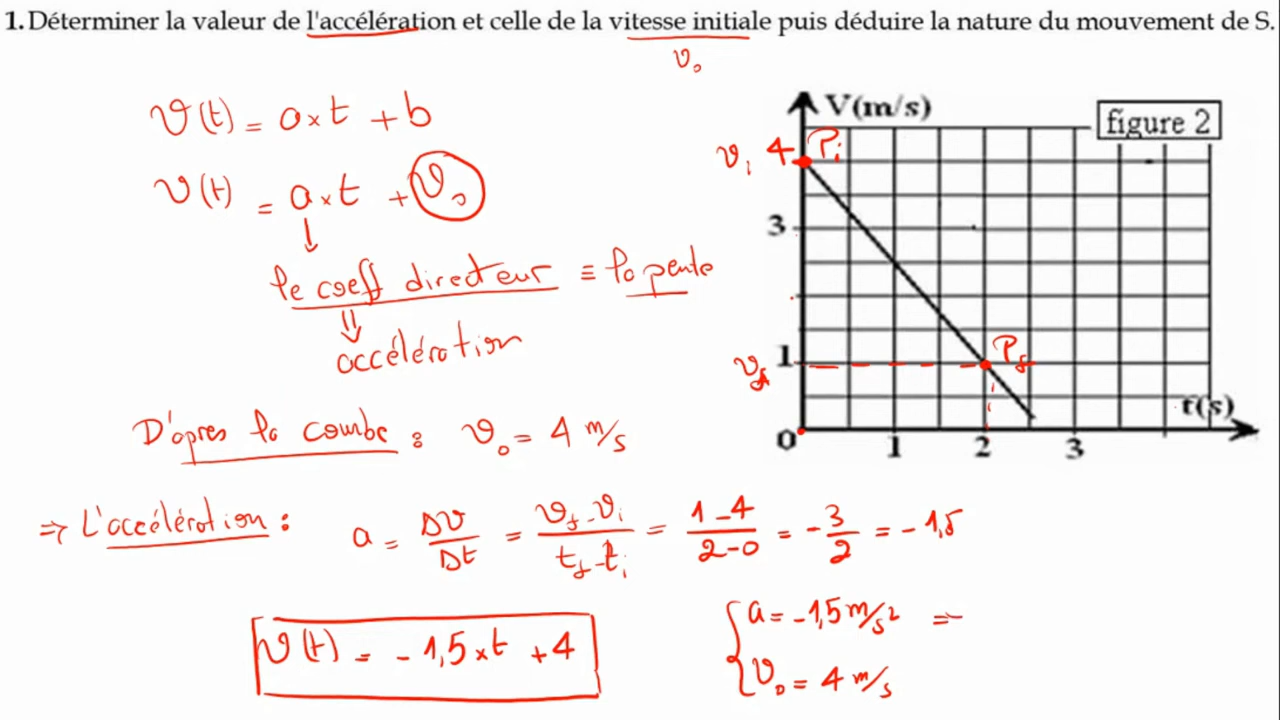 1. Déterminer la valeur de l'accélération et celle de la vitesse initiale puis déduire la nature du mouvement de S.
v₀
v(t) = a×t + b
v(t) = a×t + v₀
le coeff directeur ≡ la pente
accélération
D'apres la courbe : v₀ = 4 m/s
⇒ L'accélération : a = Δv/Δt = (v_f - v_i)/(t_f - t_i) = (1-4)/(2-0) = -3/2 = -1,5
v(t) = -1,5×t + 4
{ a = -1,5 m/s² =
v₀ = 4 m/s
V(m/s)
figure 2
v_i 4 P_i
3
v_f 1 P_f
t(s)
0 1 2 3